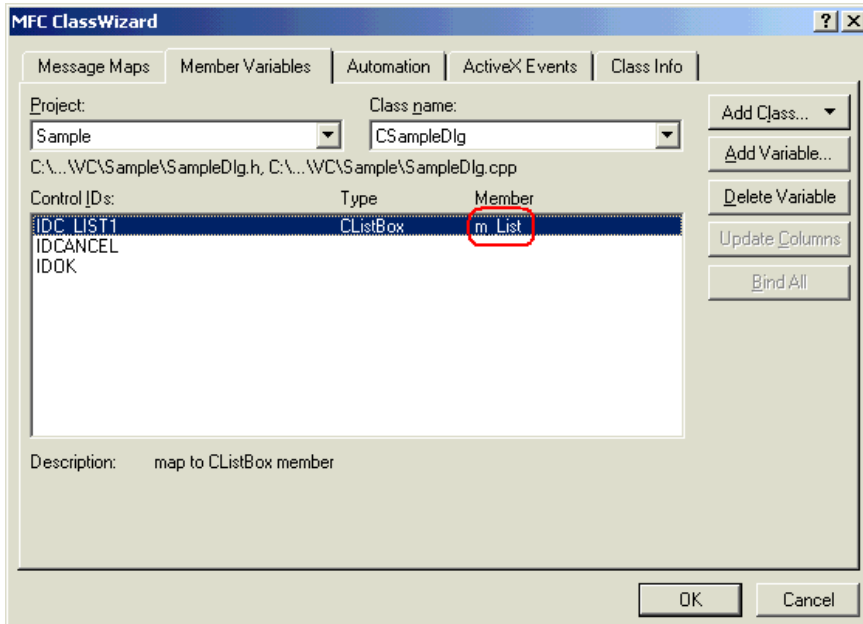 MFC ClassWizard
Message Maps Member Variables Automation ActiveX Events Class Info
Project: Class name:
Sample CSampleDlg
C:\...\VC\Sample\SampleDlg.h, C:\...\VC\Sample\SampleDlg.cpp
Control IDs: Type Member
IDC_LIST1 CListBox m_List
IDCANCEL
IDOK
Add Class...
Add Variable...
Delete Variable
Update Columns
Bind All
Description: map to CListBox member
OK Cancel